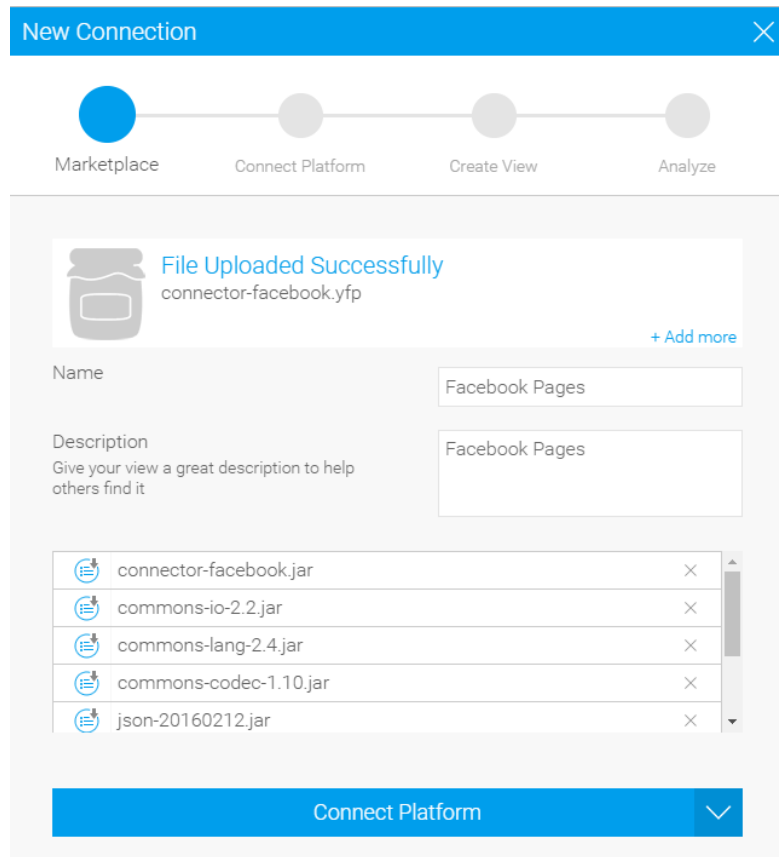 New Connection
Marketplace
Connect Platform
Create View
Analyze
File Uploaded Successfully
connector-facebook.yfp
+ Add more
Name
Facebook Pages
Description
Give your view a great description to help
others find it
Facebook Pages
connector-facebook.jar
commons-io-2.2.jar
commons-lang-2.4.jar
commons-codec-1.10.jar
json-20160212.jar
Connect Platform